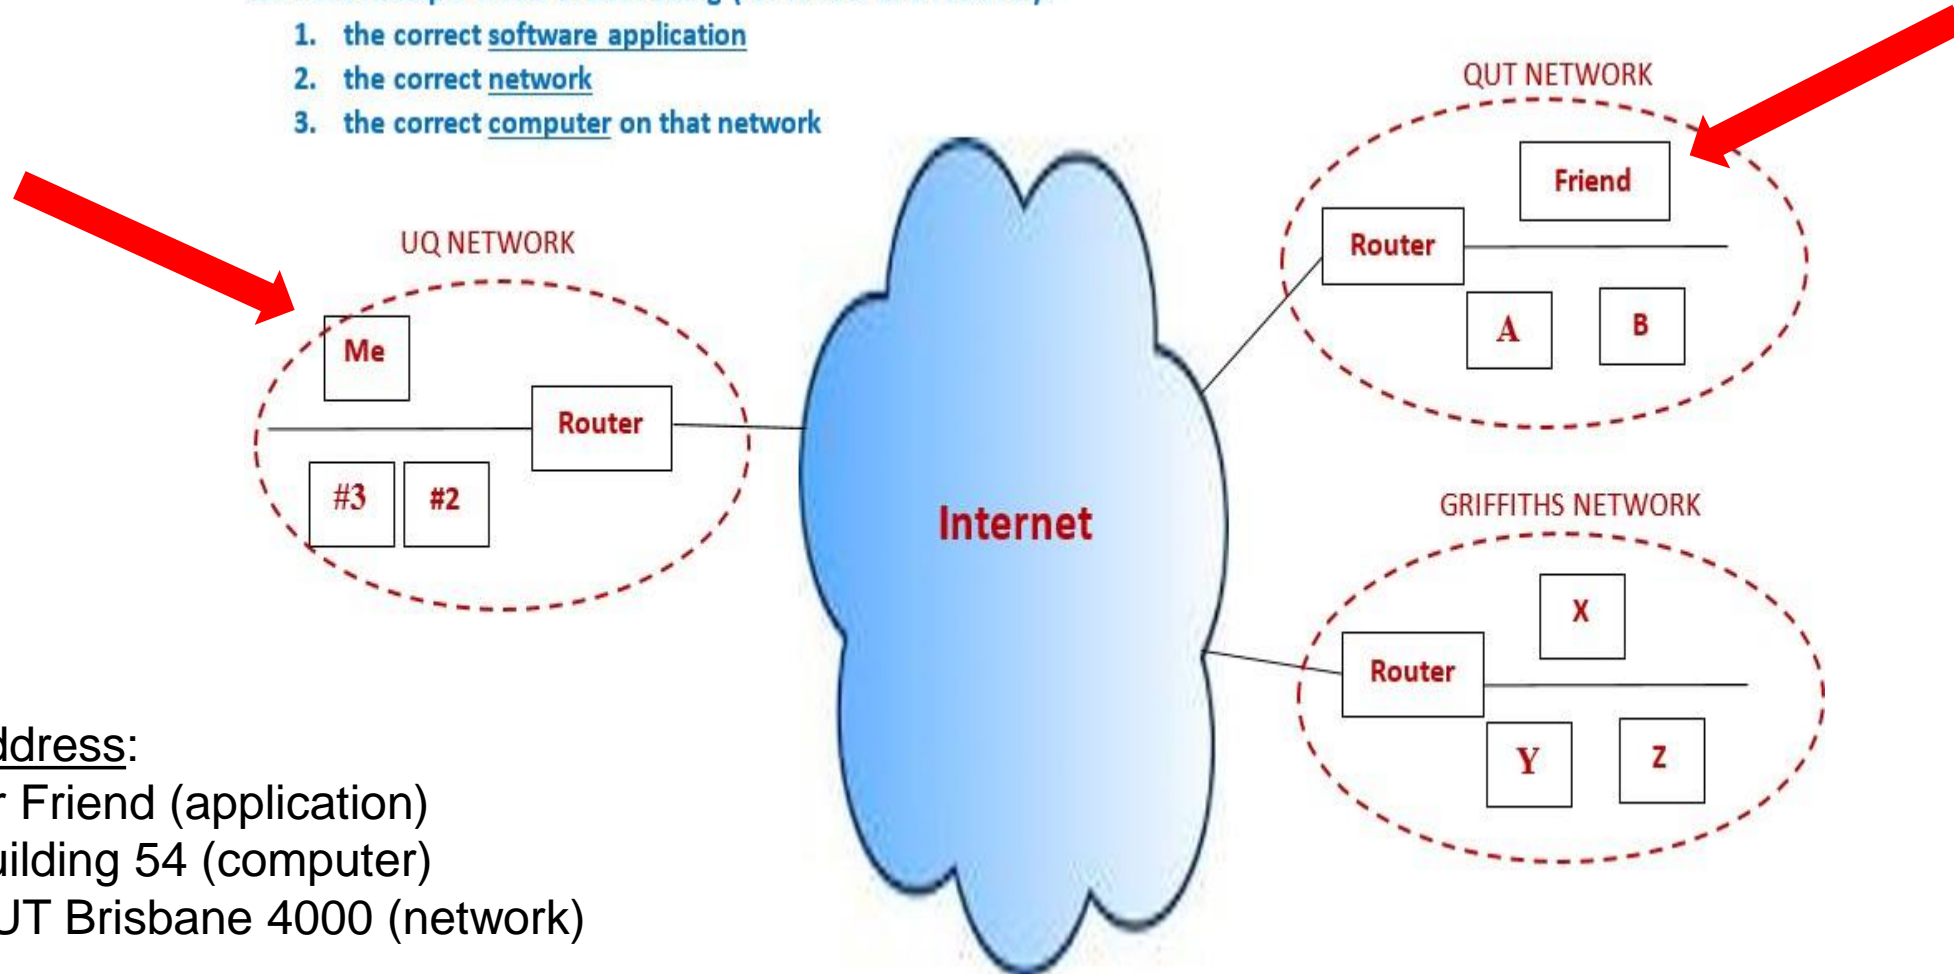 1. the correct software application
2. the correct network
3. the correct computer on that network
QUT NETWORK
Friend
Router
A
B
UQ NETWORK
Me
Router
#3
#2
Internet
GRIFFITHS NETWORK
X
Router
Y
Z
ddress:
r Friend (application)
uilding 54 (computer)
UT Brisbane 4000 (network)